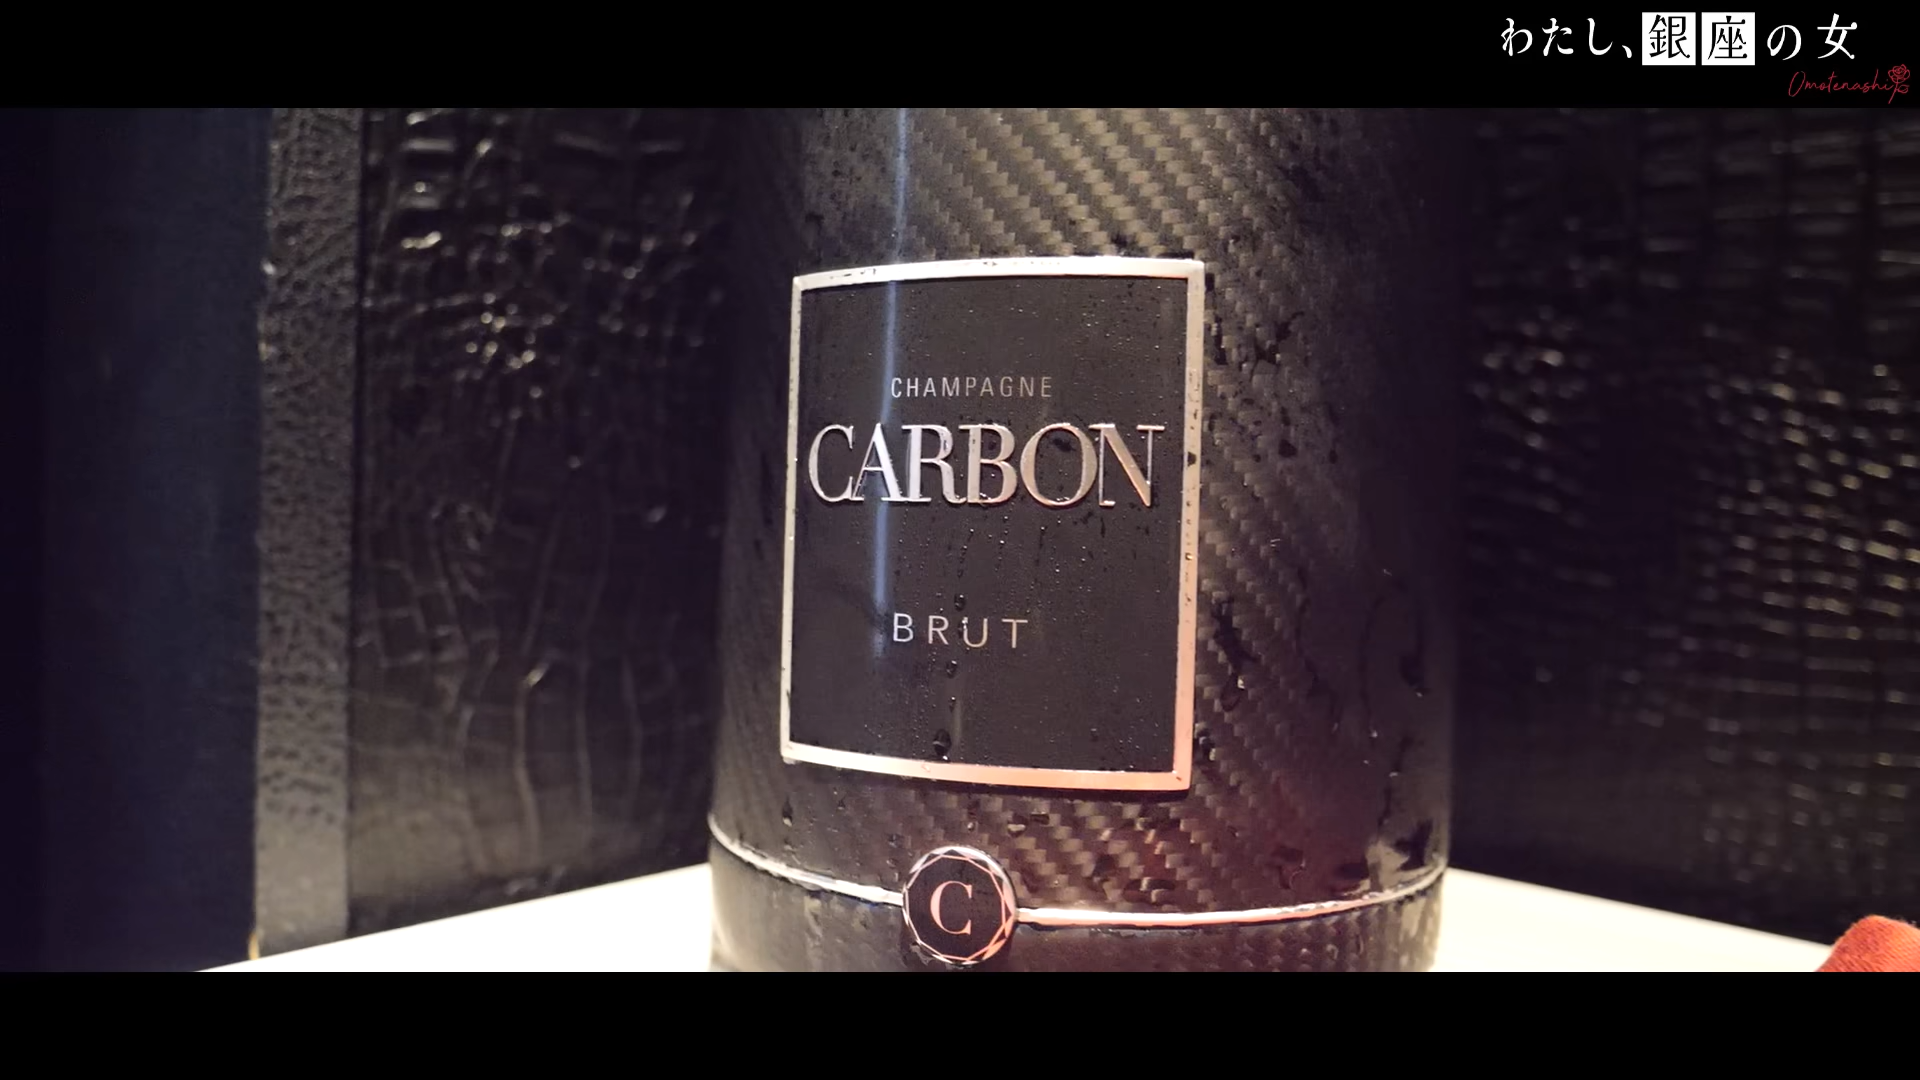 わたし、銀座の女
Omotenashi
CHAMPAGNE
CARBON
BRUT
C